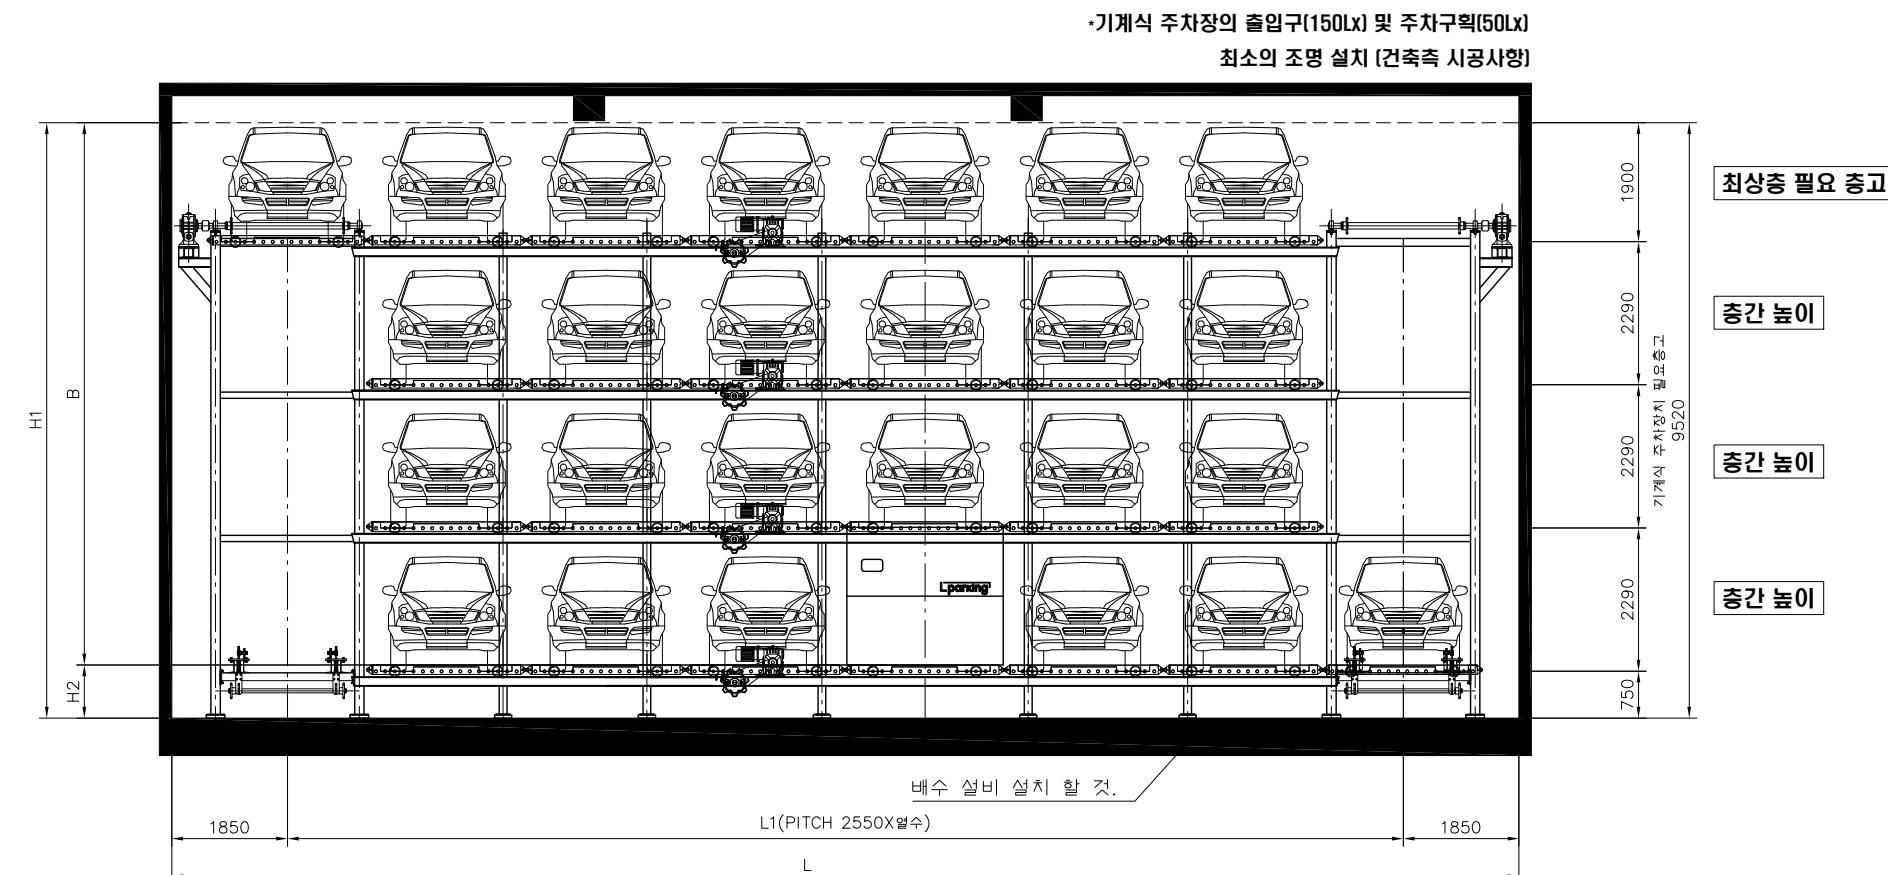 *기계식 주차장의 출입구(150Lx) 및 주차구획(50Lx)
최소의 조명 설치 (건축측 시공사항)
H1
B
H2
1900
2290
2290
2290
750
기계식 주차장치 필요층고
9520
최상층 필요 층고
층간 높이
층간 높이
층간 높이
Lparking
배수 설비 설치 할 것.
1850
L1(PITCH 2550X열수)
1850
L